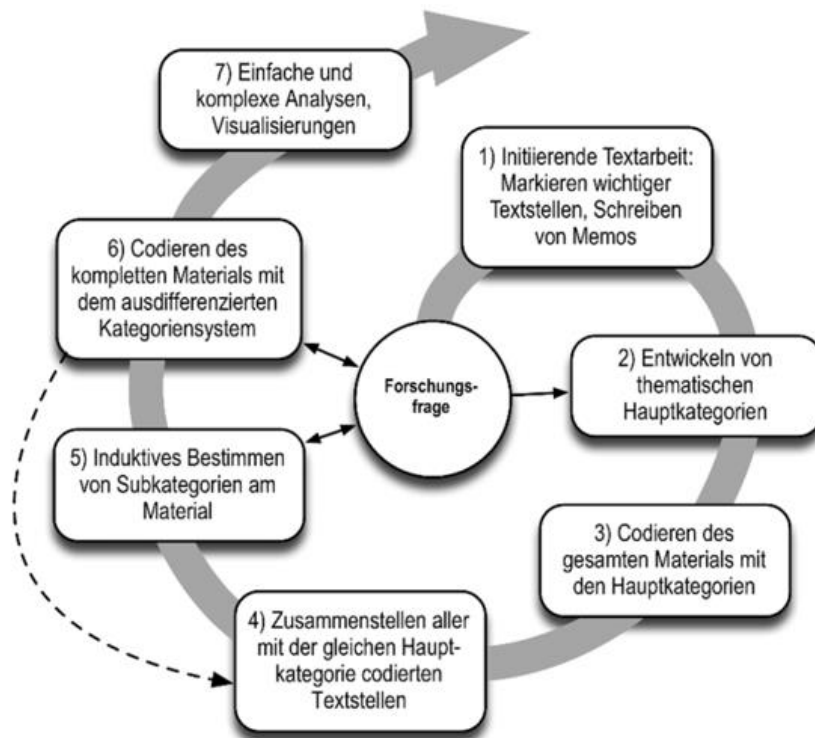 7) Einfache und
komplexe Analysen,
Visualisierungen
1) Initiierende Textarbeit:
Markieren wichtiger
Textstellen, Schreiben
von Memos
6) Codieren des
kompletten Materials mit
dem ausdifferenzierten
Kategoriensystem
Forschungs-
frage
2) Entwickeln von
thematischen
Hauptkategorien
5) Induktives Bestimmen
von Subkategorien am
Material
3) Codieren des
gesamten Materials mit
den Hauptkategorien
4) Zusammenstellen aller
mit der gleichen Haupt-
kategorie codierten
Textstellen